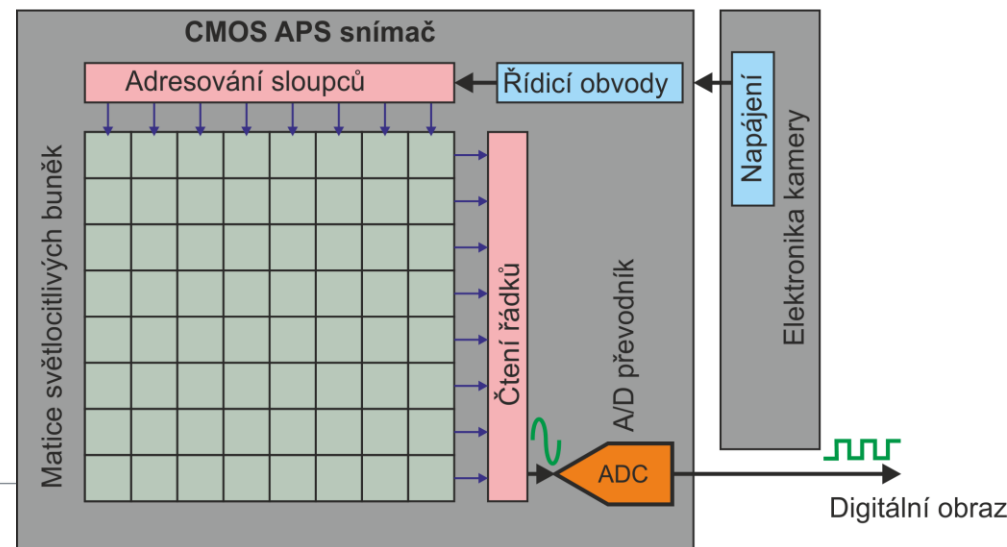 CMOS APS snímač
Adresování sloupců
Řídicí obvody
Napájení
Elektronika kamery
Matice světlocitlivých buněk
Čtení řádků
A/D převodník
ADC
Digitální obraz